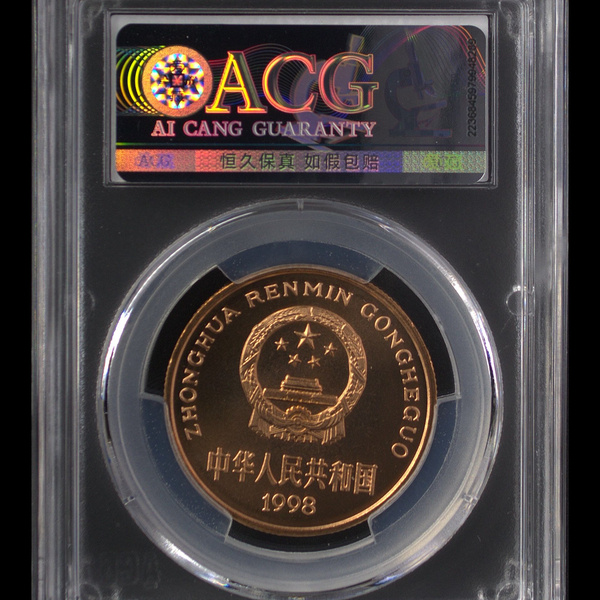 ACG
AI CANG GUARANTY
ACG 恒久保真 如假包赔 ACG
ZHONGHUA RENMIN GONGHEGUO
中华人民共和国
1998